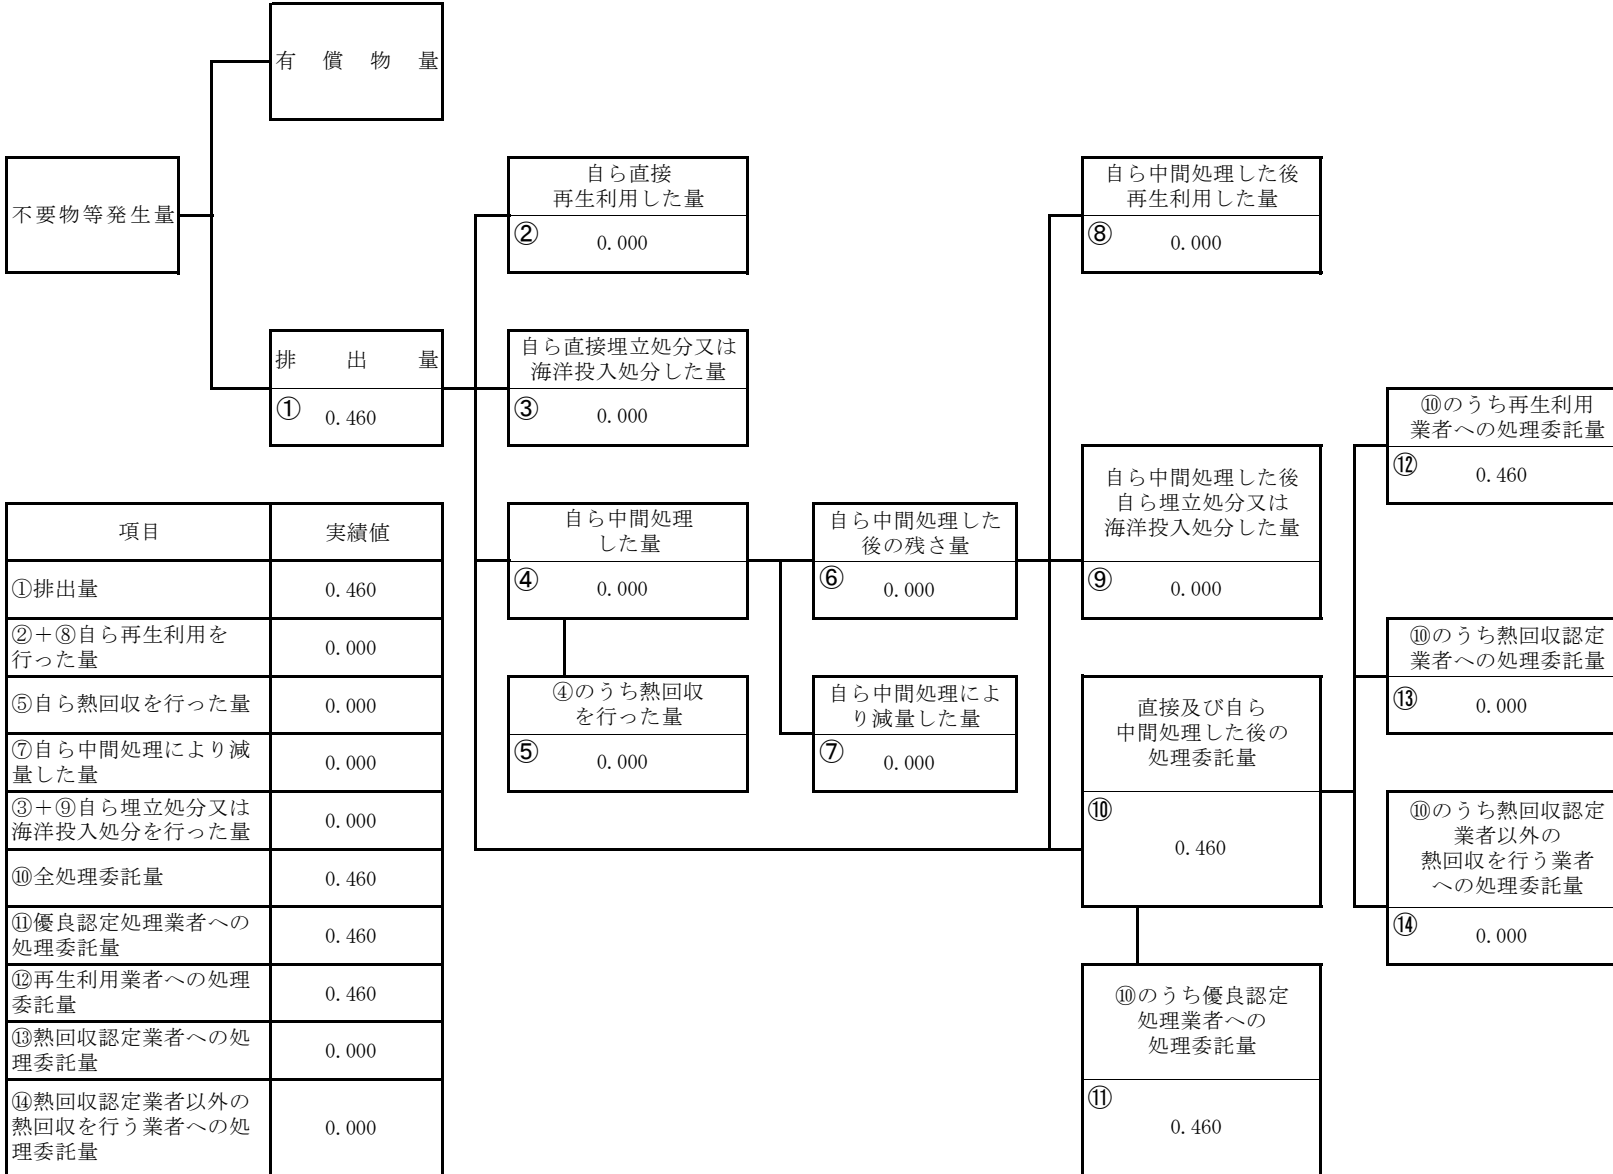 有償物量
不要物等発生量
排出量
① 0.460
自ら直接
再生利用した量
② 0.000
自ら直接埋立処分又は
海洋投入処分した量
③ 0.000
自ら中間処理
した量
④ 0.000
④のうち熱回収
を行った量
⑤ 0.000
自ら中間処理した
後の残さ量
⑥ 0.000
自ら中間処理によ
り減量した量
⑦ 0.000
自ら中間処理した後
再生利用した量
⑧ 0.000
自ら中間処理した後
自ら埋立処分又は
海洋投入処分した量
⑨ 0.000
直接及び自ら
中間処理した後の
処理委託量
⑩
0.460
⑩のうち優良認定
処理業者への
処理委託量
⑪
0.460
⑩のうち再生利用
業者への処理委託量
⑫ 0.460
⑩のうち熱回収認定
業者への処理委託量
⑬ 0.000
⑩のうち熱回収認定
業者以外の
熱回収を行う業者
への処理委託量
⑭ 0.000
項目 実績値
①排出量 0.460
②+⑧自ら再生利用を
行った量 0.000
⑤自ら熱回収を行った量 0.000
⑦自ら中間処理により減
量した量 0.000
③+⑨自ら埋立処分又は
海洋投入処分を行った量 0.000
⑩全処理委託量 0.460
⑪優良認定処理業者への
処理委託量 0.460
⑫再生利用業者への処理
委託量 0.460
⑬熱回収認定業者への処
理委託量 0.000
⑭熱回収認定業者以外の
熱回収を行う業者への処
理委託量 0.000